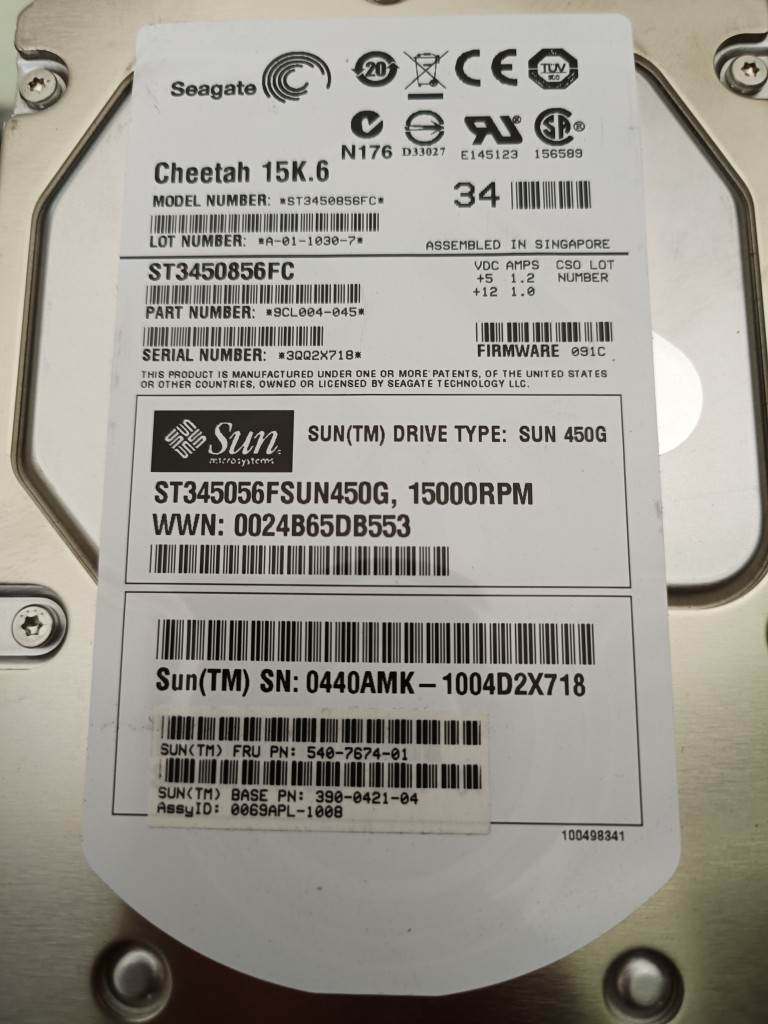 Seagate
20
CE
TÜV
N176 D33027 E145123 156589
Cheetah 15K.6
MODEL NUMBER: *ST3450856FC*
34
LOT NUMBER: *A-01-1030-7*
ASSEMBLED IN SINGAPORE
ST3450856FC
VDC AMPS CSO LOT
+5 1.2 NUMBER
+12 1.0
PART NUMBER: *9CL004-045*
SERIAL NUMBER: *3QQ2X718*
FIRMWARE 091C
THIS PRODUCT IS MANUFACTURED UNDER ONE OR MORE PATENTS, OF THE UNITED STATES
OR OTHER COUNTRIES, OWNED OR LICENSED BY SEAGATE TECHNOLOGY LLC.
Sun
microsystems
SUN(TM) DRIVE TYPE: SUN 450G
ST345056FSUN450G, 15000RPM
WWN: 0024B65DB553
Sun(TM) SN: 0440AMK – 1004D2X718
SUN(TM) FRU PN: 540-7674-01
SUN(TM) BASE PN: 390-0421-04
AssyID: 0069APL-1008
100498341